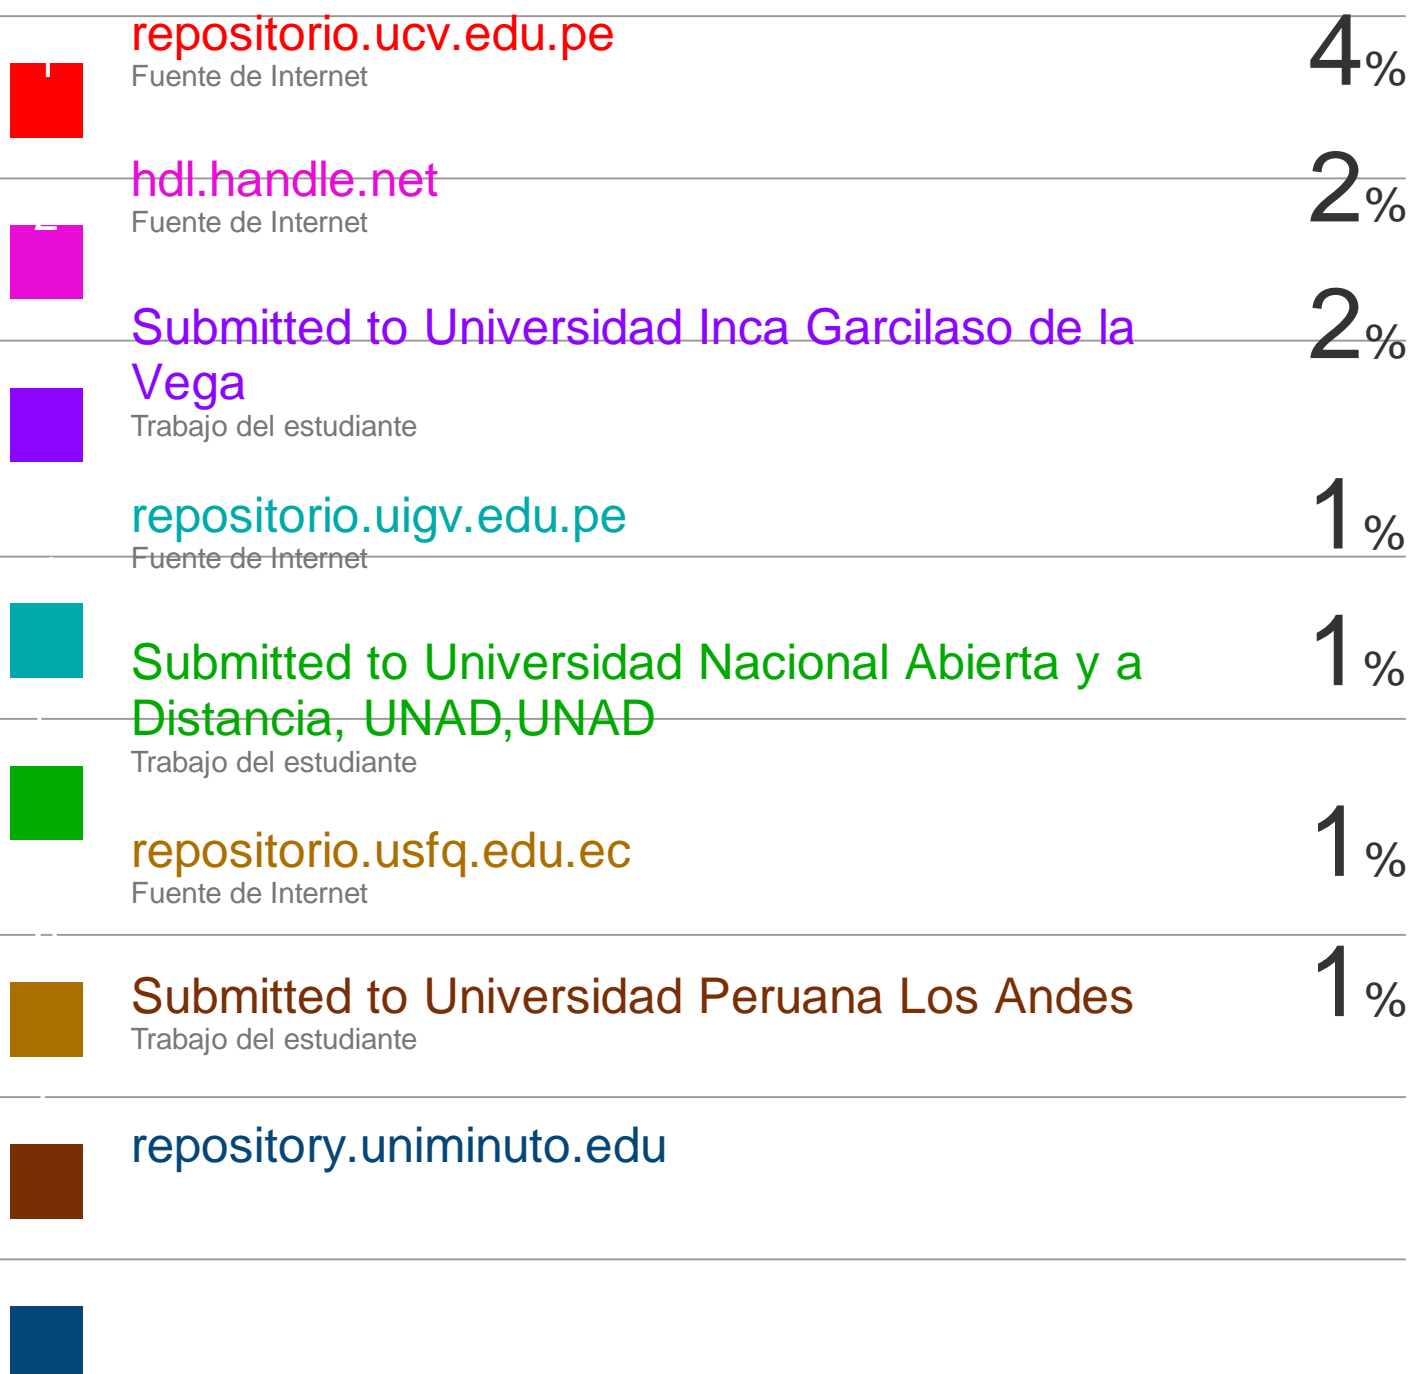 repositorio.ucv.edu.pe
4%
Fuente de Internet
hdl.handle.net
2%
Fuente de Internet
Submitted to Universidad Inca Garcilaso de la
2%
Vega
Trabajo del estudiante
repositorio.uigv.edu.pe
1%
Fuente de Internet
Submitted to Universidad Nacional Abierta y a
1%
Distancia, UNAD,UNAD
Trabajo del estudiante
repositorio.usfq.edu.ec
1%
Fuente de Internet
Submitted to Universidad Peruana Los Andes
1%
Trabajo del estudiante
repository.uniminuto.edu